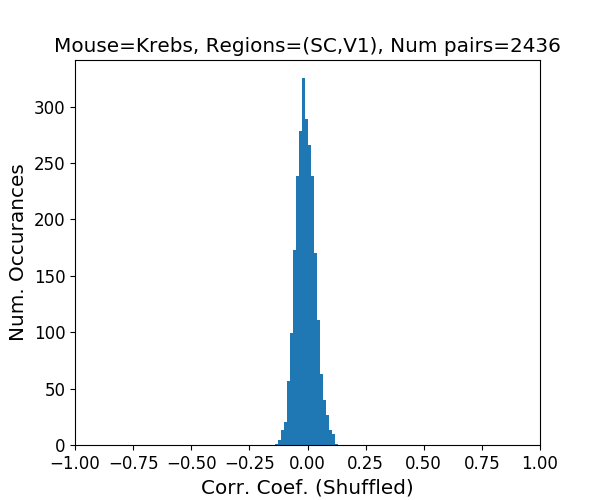 Mouse=Krebs, Regions=(SC,V1), Num pairs=2436
300
250
200
150
100
50
0
Num. Occurances
−1.00 −0.75 −0.50 −0.25 0.00 0.25 0.50 0.75 1.00
Corr. Coef. (Shuffled)